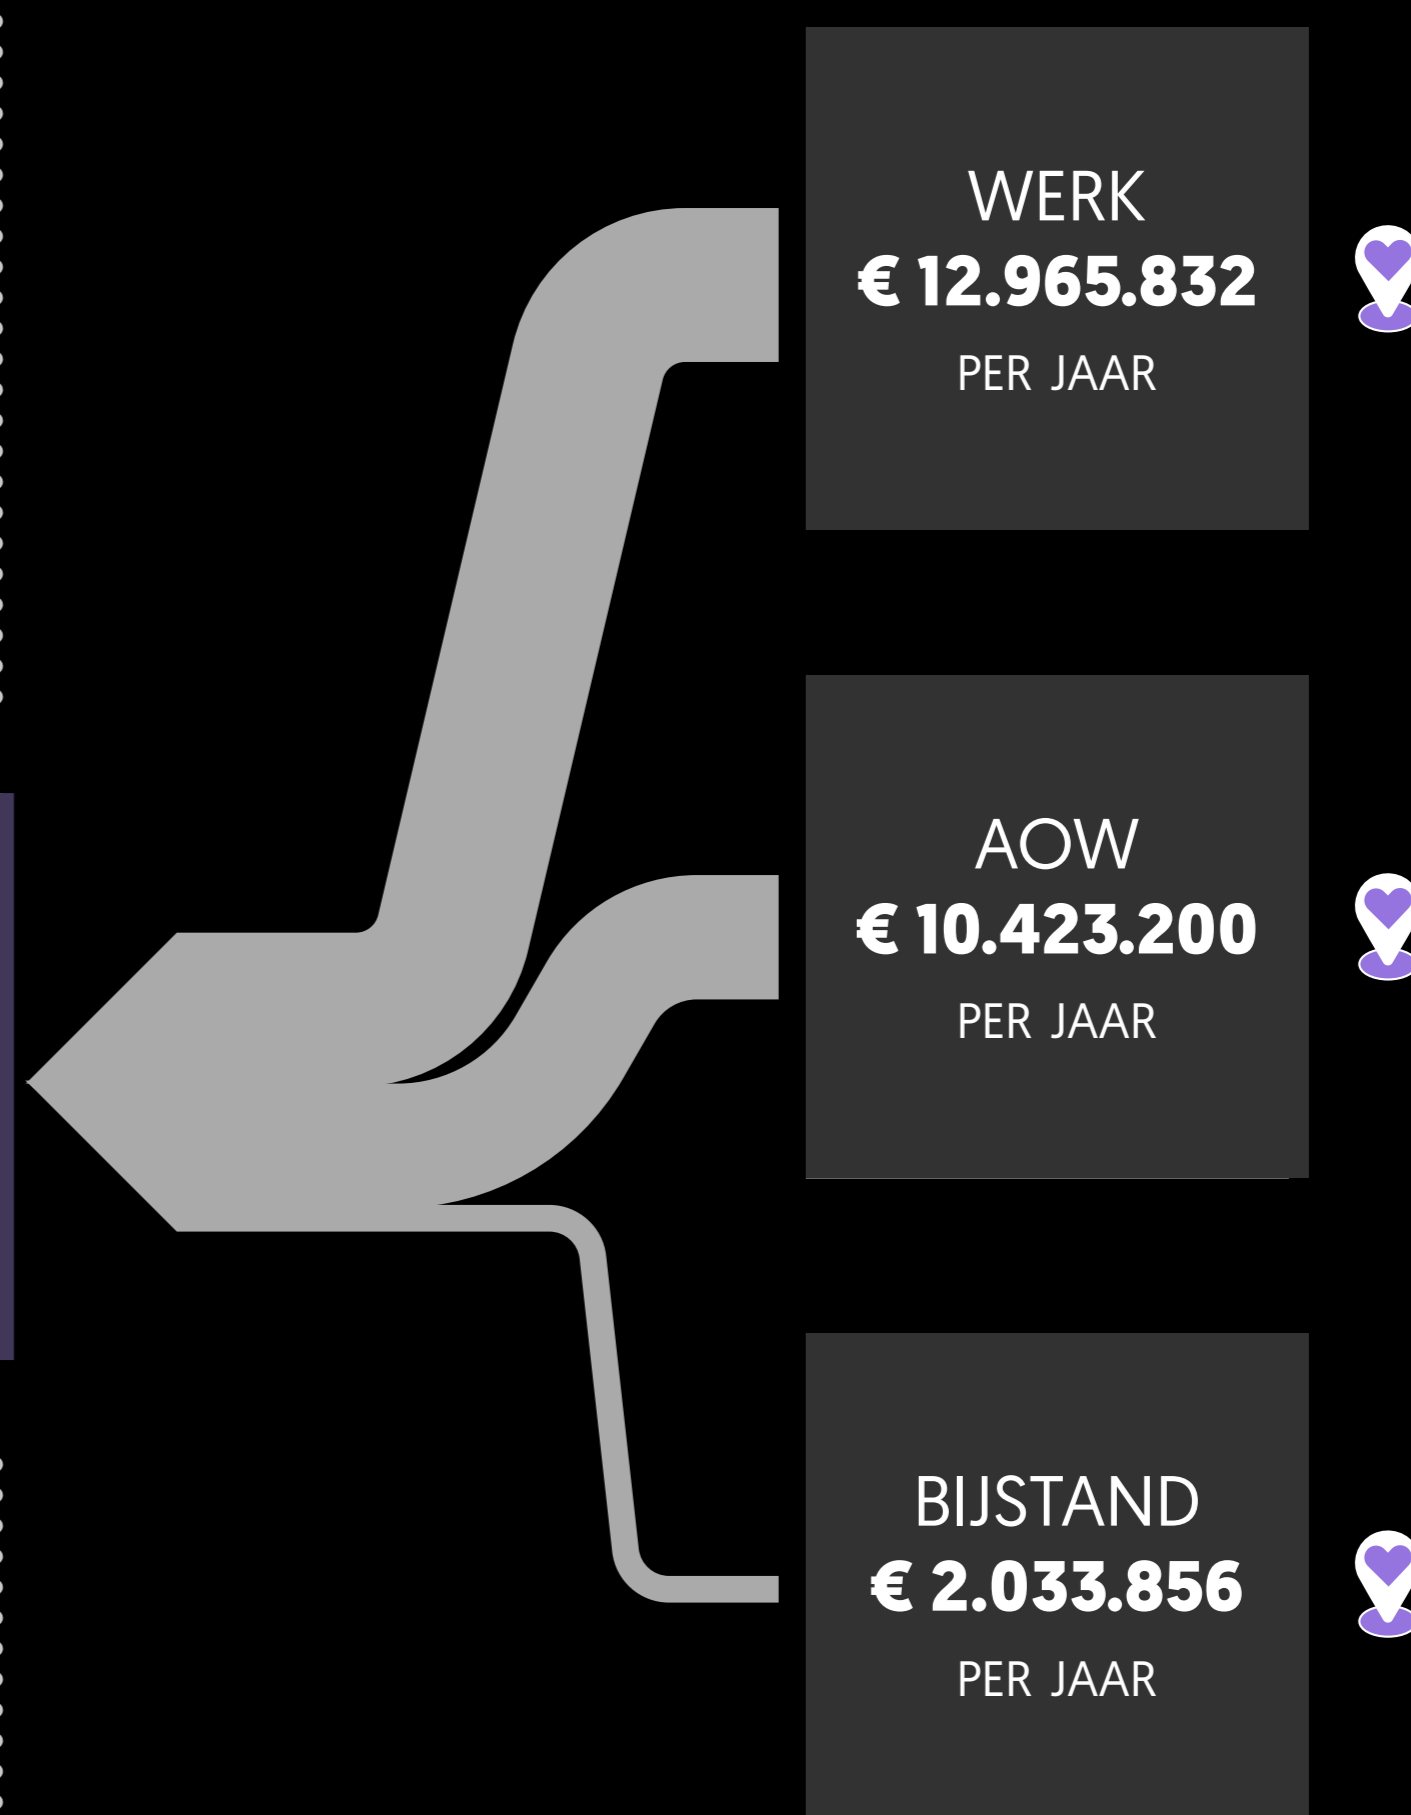 WERK
€ 12.965.832
PER JAAR
AOW
€ 10.423.200
PER JAAR
BIJSTAND
€ 2.033.856
PER JAAR